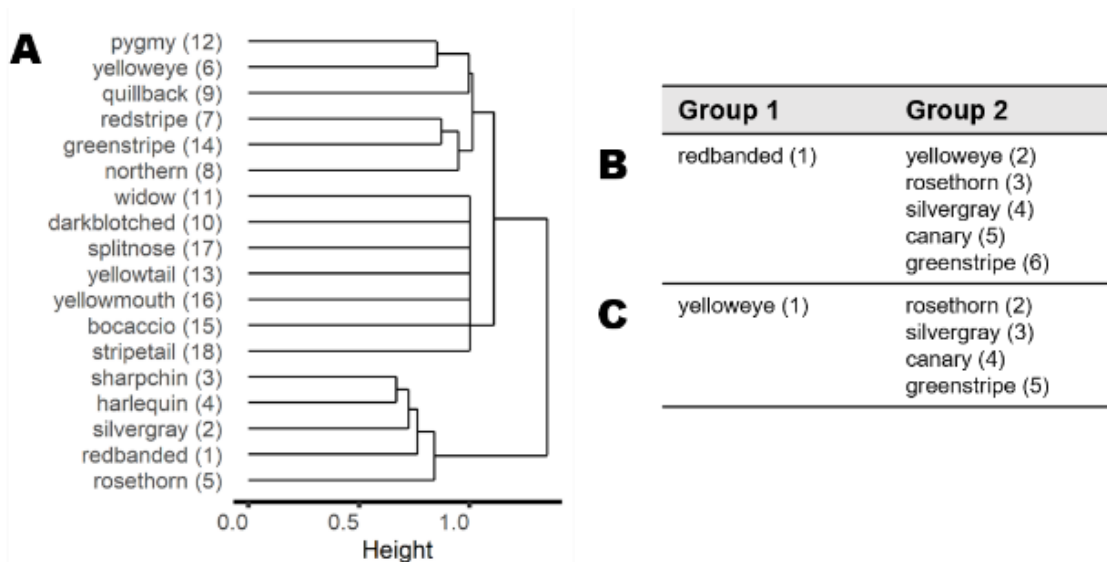 A
pygmy (12)
yelloweye (6)
quillback (9)
redstripe (7)
greenstripe (14)
northern (8)
widow (11)
darkblotched (10)
splitnose (17)
yellowtail (13)
yellowmouth (16)
bocaccio (15)
stripetail (18)
sharpchin (3)
harlequin (4)
silvergray (2)
redbanded (1)
rosethorn (5)
0.0 0.5 1.0
Height
Group 1 Group 2
B
redbanded (1) yelloweye (2)
rosethorn (3)
silvergray (4)
canary (5)
greenstripe (6)
C
yelloweye (1) rosethorn (2)
silvergray (3)
canary (4)
greenstripe (5)